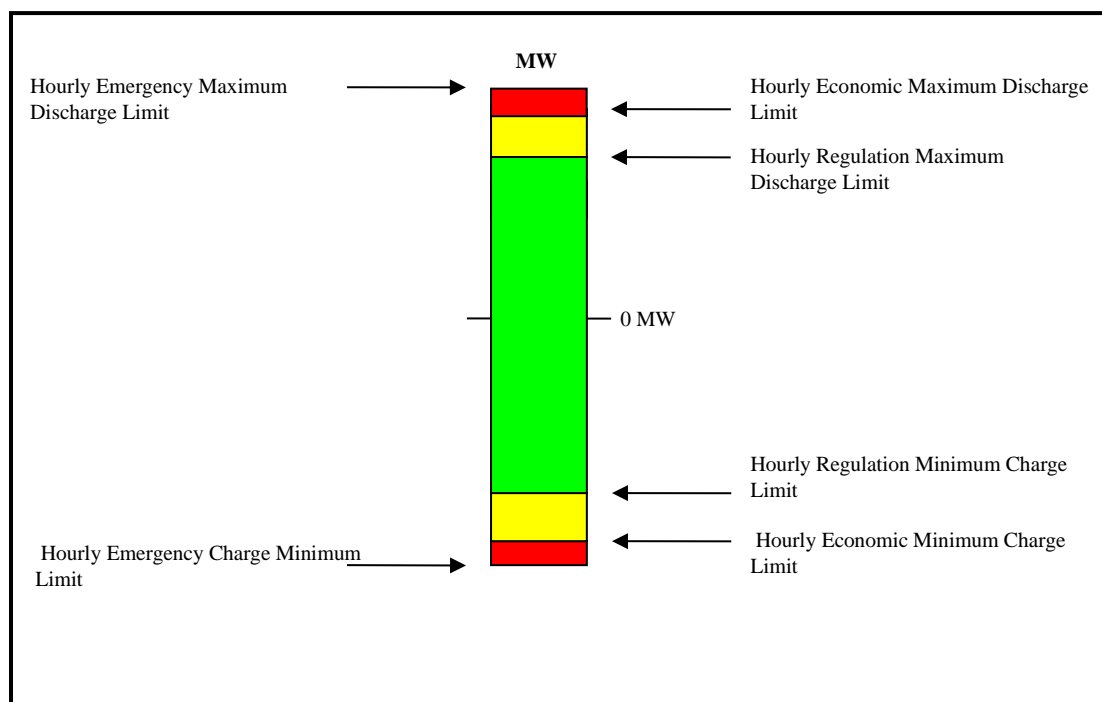 MW
Hourly Emergency Maximum
Discharge Limit
Hourly Economic Maximum Discharge
Limit
Hourly Regulation Maximum
Discharge Limit
0 MW
Hourly Regulation Minimum Charge
Limit
Hourly Emergency Charge Minimum
Limit
Hourly Economic Minimum Charge
Limit